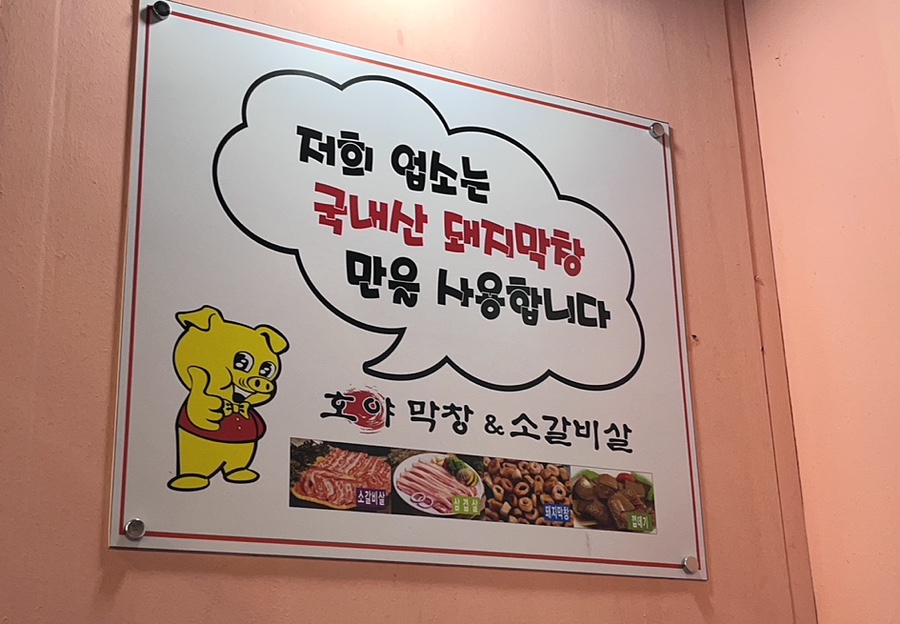 저희 업소는
국내산 돼지막창
만을 사용합니다
호야 막창 & 소갈비살
소갈비살
삼겹살
돼지막창
껍데기